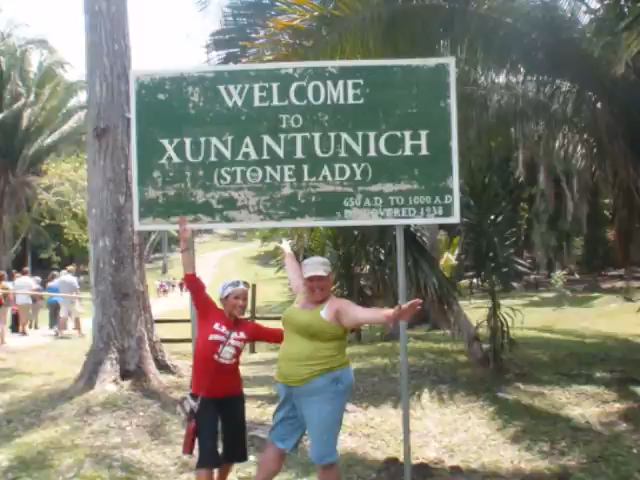 WELCOME
TO
XUNANTUNICH
(STONE LADY)
650 A.D TO 1000 A.D
DISCOVERED 1938